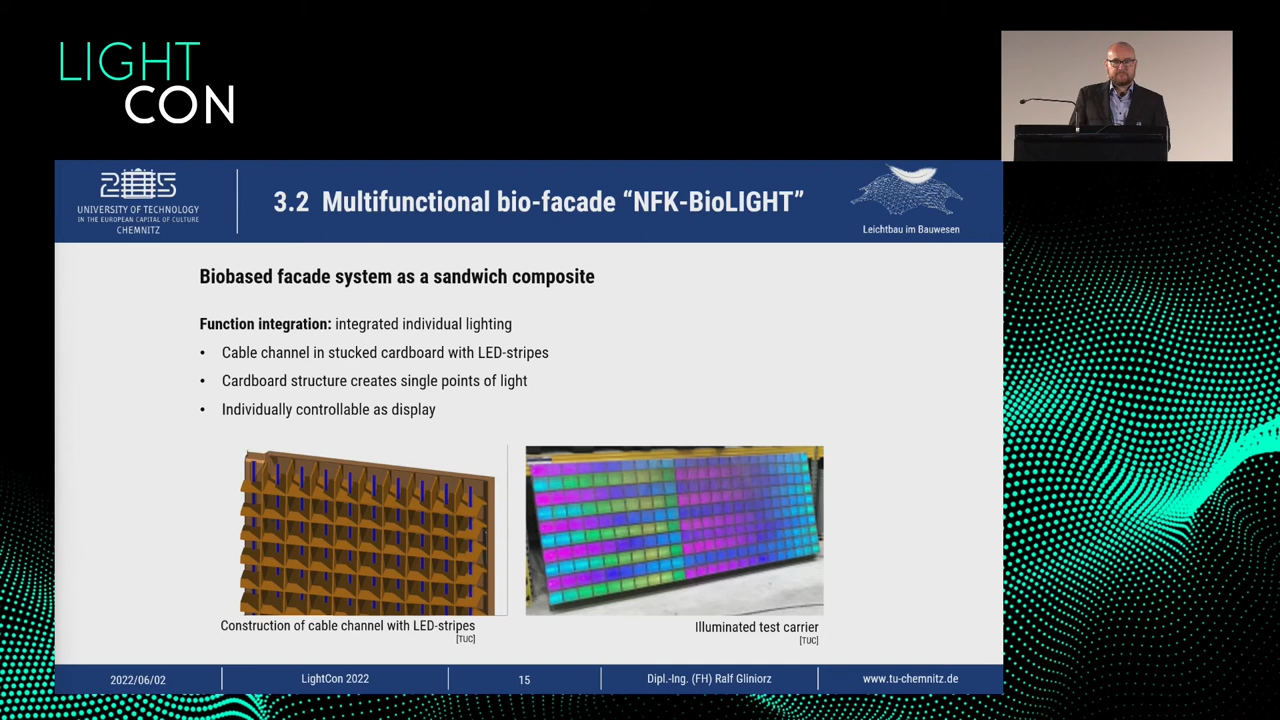 LIGHT
CON
2025
UNIVERSITY OF TECHNOLOGY
IN THE EUROPEAN CAPITAL OF CULTURE
CHEMNITZ
3.2 Multifunctional bio-facade “NFK-BioLIGHT”
Leichtbau im Bauwesen
Biobased facade system as a sandwich composite
Function integration: integrated individual lighting
• Cable channel in stucked cardboard with LED-stripes
• Cardboard structure creates single points of light
• Individually controllable as display
Construction of cable channel with LED-stripes
[TUC]
Illuminated test carrier
[TUC]
2022/06/02
LightCon 2022
15
Dipl.-Ing. (FH) Ralf Gliniorz
www.tu-chemnitz.de